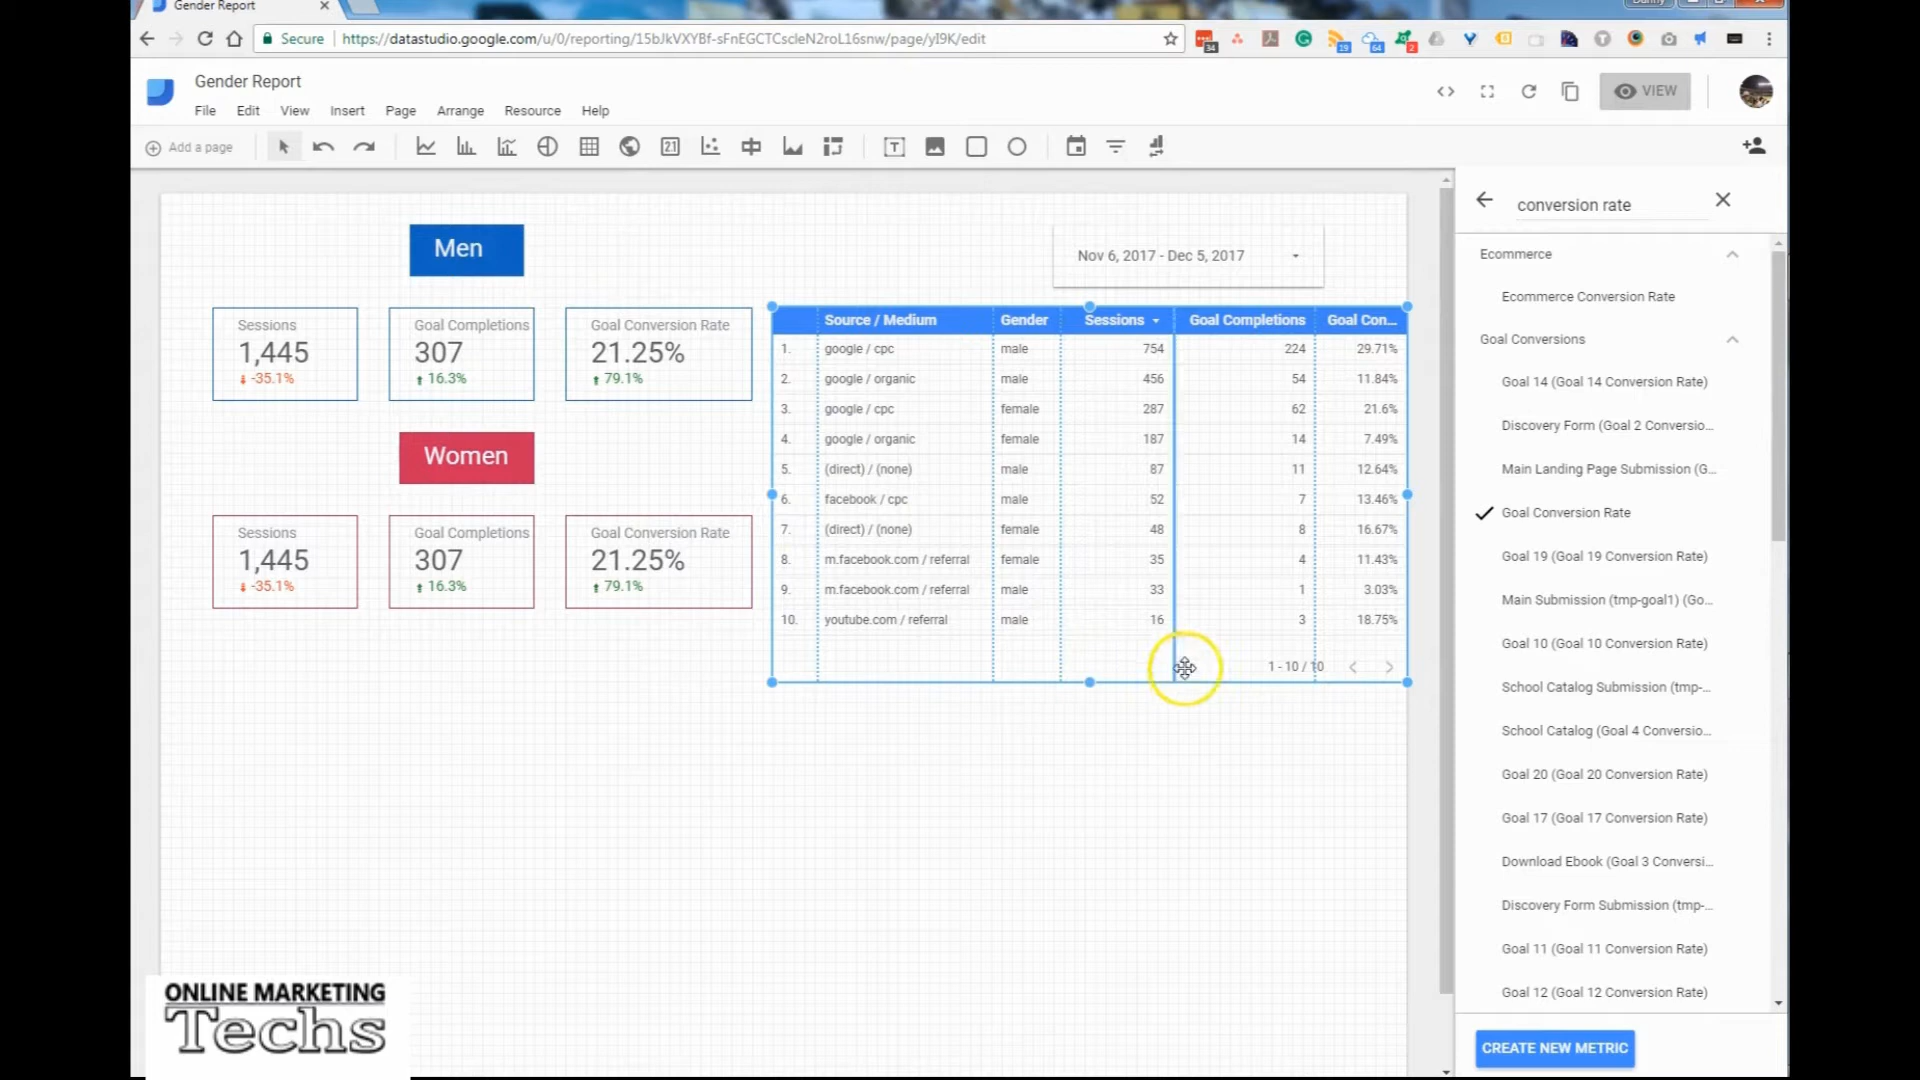 Gender Report
Secure https://datastudio.google.com/u/0/reporting/15bJkVXYBf-sFnEGCTCscleN2roL16snw/page/yI9K/edit
34 19 64 2
Gender Report
File Edit View Insert Page Arrange Resource Help
VIEW
Add a page
21
T
Men
Nov 6, 2017 - Dec 5, 2017
Sessions
1,445
-35.1%
Goal Completions
307
16.3%
Goal Conversion Rate
21.25%
79.1%
Women
Sessions
1,445
-35.1%
Goal Completions
307
16.3%
Goal Conversion Rate
21.25%
79.1%
Source / Medium Gender Sessions Goal Completions Goal Con...
1. google / cpc male 754 224 29.71%
2. google / organic male 456 54 11.84%
3. google / cpc female 287 62 21.6%
4. google / organic female 187 14 7.49%
5. (direct) / (none) male 87 11 12.64%
6. facebook / cpc male 52 7 13.46%
7. (direct) / (none) female 48 8 16.67%
8. m.facebook.com / referral female 35 4 11.43%
9. m.facebook.com / referral male 33 1 3.03%
10. youtube.com / referral male 16 3 18.75%
1 - 10 / 10
conversion rate
Ecommerce
Ecommerce Conversion Rate
Goal Conversions
Goal 14 (Goal 14 Conversion Rate)
Discovery Form (Goal 2 Conversio...
Main Landing Page Submission (G...
Goal Conversion Rate
Goal 19 (Goal 19 Conversion Rate)
Main Submission (tmp-goal1) (Go...
Goal 10 (Goal 10 Conversion Rate)
School Catalog Submission (tmp-...
School Catalog (Goal 4 Conversio...
Goal 20 (Goal 20 Conversion Rate)
Goal 17 (Goal 17 Conversion Rate)
Download Ebook (Goal 3 Conversi...
Discovery Form Submission (tmp-...
Goal 11 (Goal 11 Conversion Rate)
Goal 12 (Goal 12 Conversion Rate)
CREATE NEW METRIC
ONLINE MARKETING
Techs